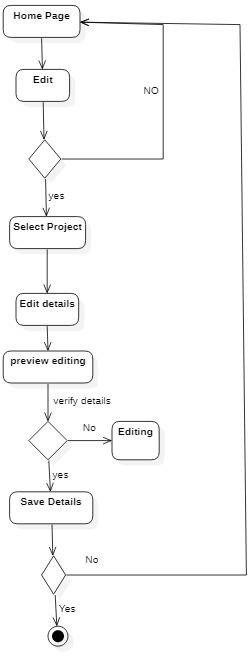 Home Page
Edit
NO
yes
Select Project
Edit details
preview editing
verify details
No
Editing
yes
Save Details
No
Yes